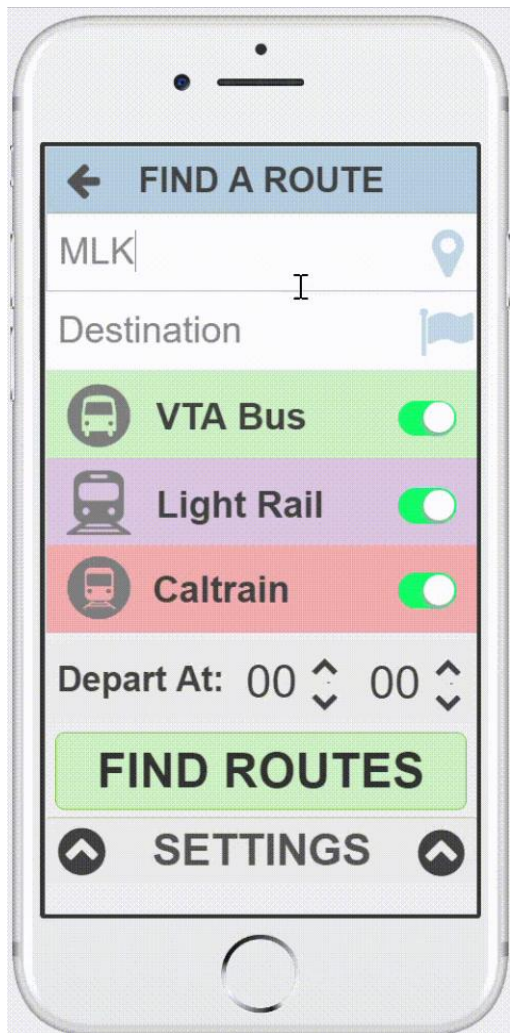 FIND A ROUTE
MLK
Destination
VTA Bus
Light Rail
Caltrain
Depart At: 00 00
FIND ROUTES
SETTINGS